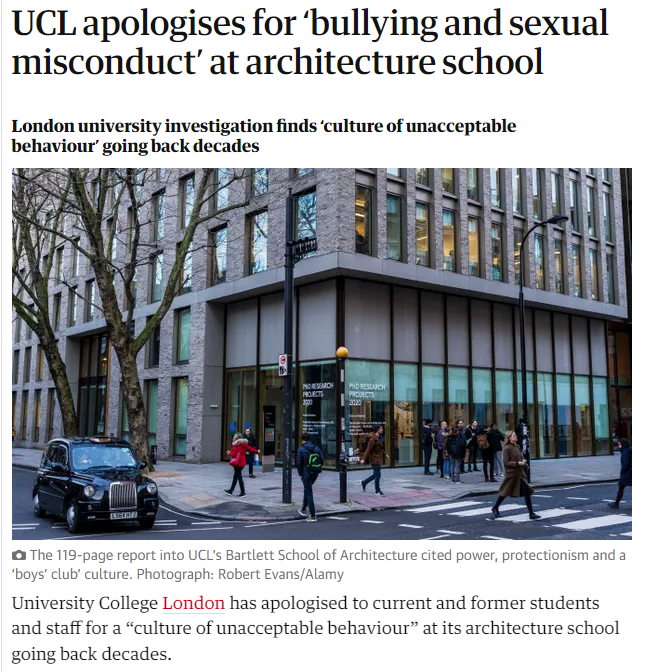 UCL apologises for ‘bullying and sexual
misconduct’ at architecture school
London university investigation finds ‘culture of unacceptable
behaviour’ going back decades
PhD RESEARCH
PROJECTS
2020
PhD RESEARCH
PROJECTS
2020
The 119-page report into UCL’s Bartlett School of Architecture cited power, protectionism and a
‘boys’ club’ culture. Photograph: Robert Evans/Alamy
University College London has apologised to current and former students
and staff for a “culture of unacceptable behaviour” at its architecture school
going back decades.